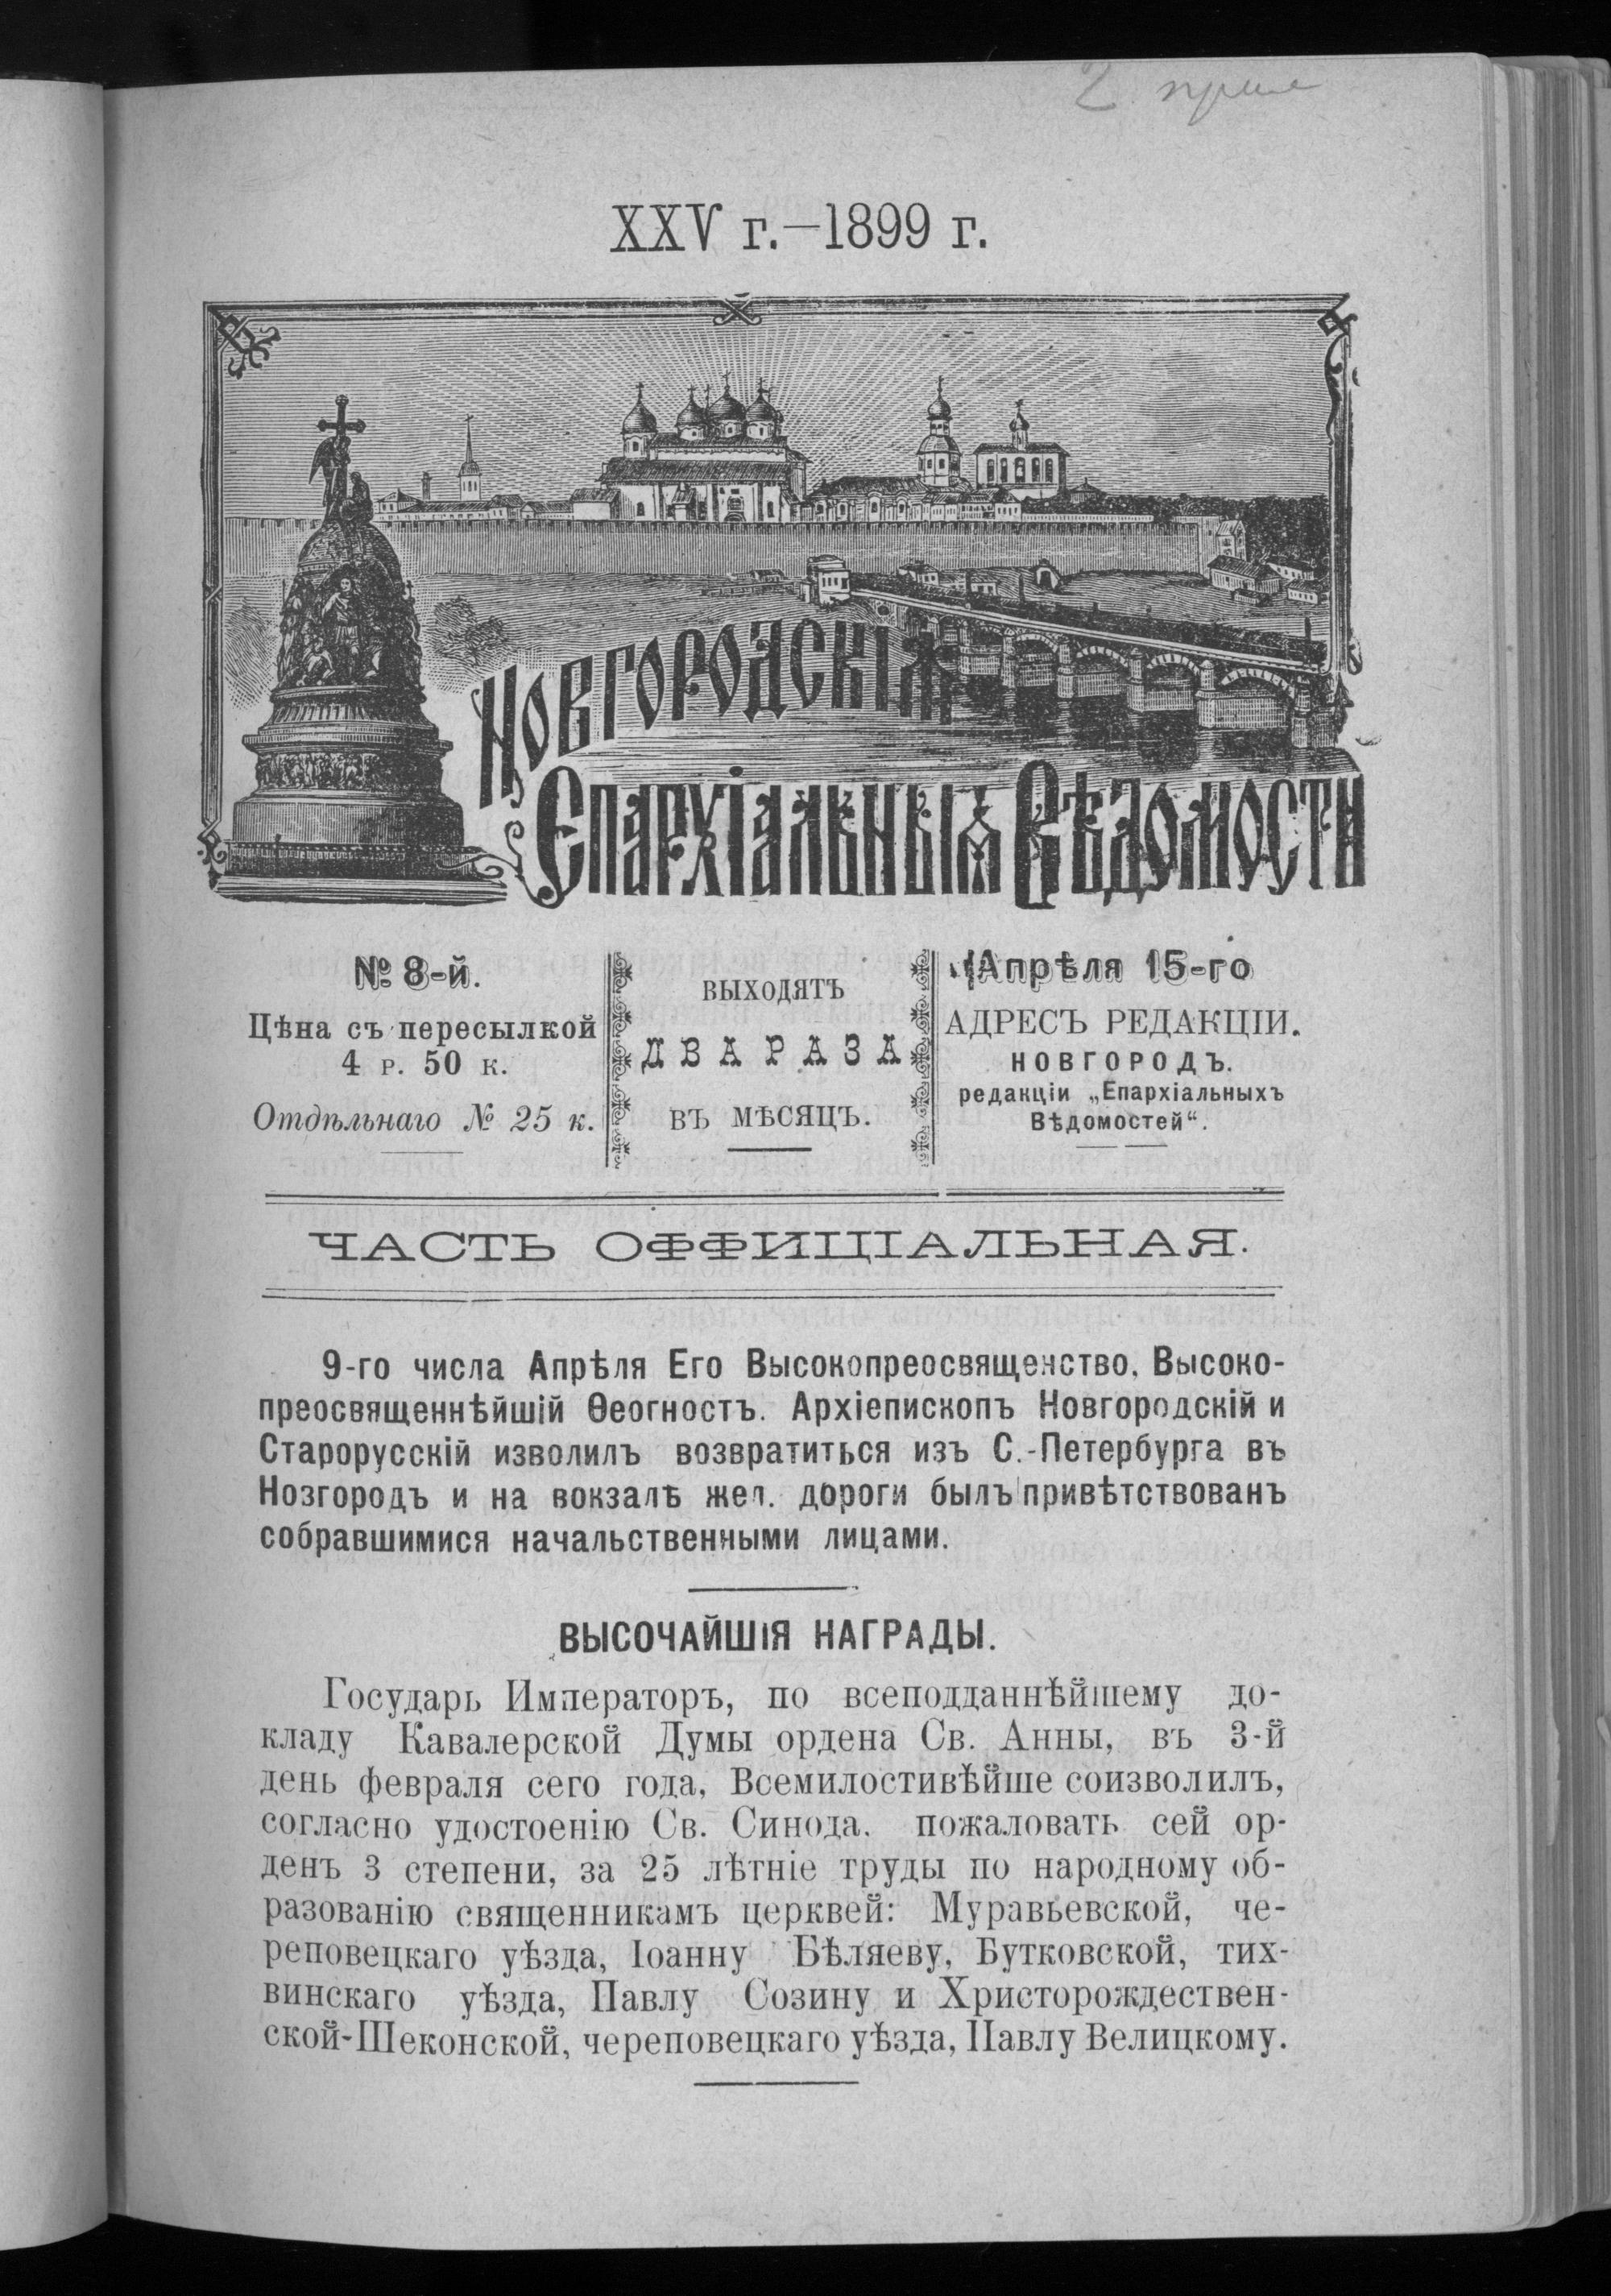 XXV г.—1899 г.
Новгородскія
Епархіальныя Вѣдомости
№ 8-й.
Цѣна съ пересылкой
4 р. 50 к.
Отдѣльнаго № 25 к.
ВЫХОДЯТЪ
ДВА РАЗА
ВЪ МѢСЯЦЪ.
Апрѣля 15-го
АДРЕСЪ РЕДАКЦІИ.
НОВГОРОДЪ.
редакціи „Епархіальныхъ
Вѣдомостей“.
ЧАСТЬ ОФФИЦІАЛЬНАЯ.
9-го числа Апрѣля Его Высокопреосвященство, Высоко-
преосвященнѣйшій Ѳеогностъ. Архіепископъ Новгородскій и
Старорусскій изволилъ возвратиться изъ С.-Петербурга въ
Нозгородъ и на вокзалѣ жел. дороги былъ привѣтствованъ
собравшимися начальственными лицами.
ВЫСОЧАЙШІЯ НАГРАДЫ.
Государь Императоръ, по всеподданнѣйшему до-
кладу Кавалерской Думы ордена Св. Анны, въ 3-й
день февраля сего года, Всемилостивѣйше соизволилъ,
согласно удостоенію Св. Синода. пожаловать сей ор-
денъ 3 степени, за 25 лѣтніе труды по народному об-
разованію священникамъ церквей: Муравьевской, че-
реповецкаго уѣзда, Іоанну Бѣляеву, Бутковской, тих-
винскаго уѣзда, Павлу Созину и Христорождествен-
ской-Шеконской, череповецкаго уѣзда, Павлу Велицкому.